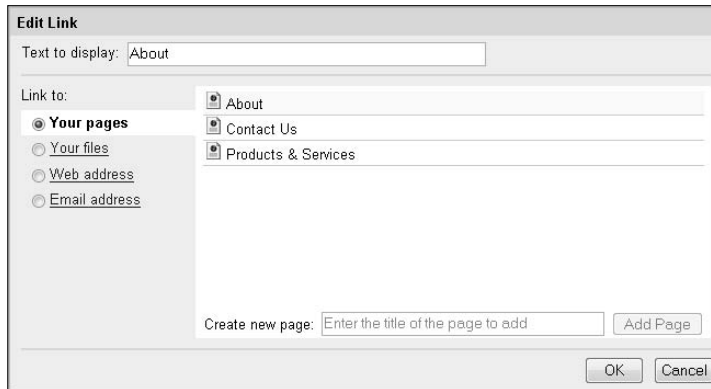 Edit Link
Text to display: About
Link to:
Your pages
Your files
Web address
Email address
About
Contact Us
Products & Services
Create new page: Enter the title of the page to add Add Page
OK Cancel